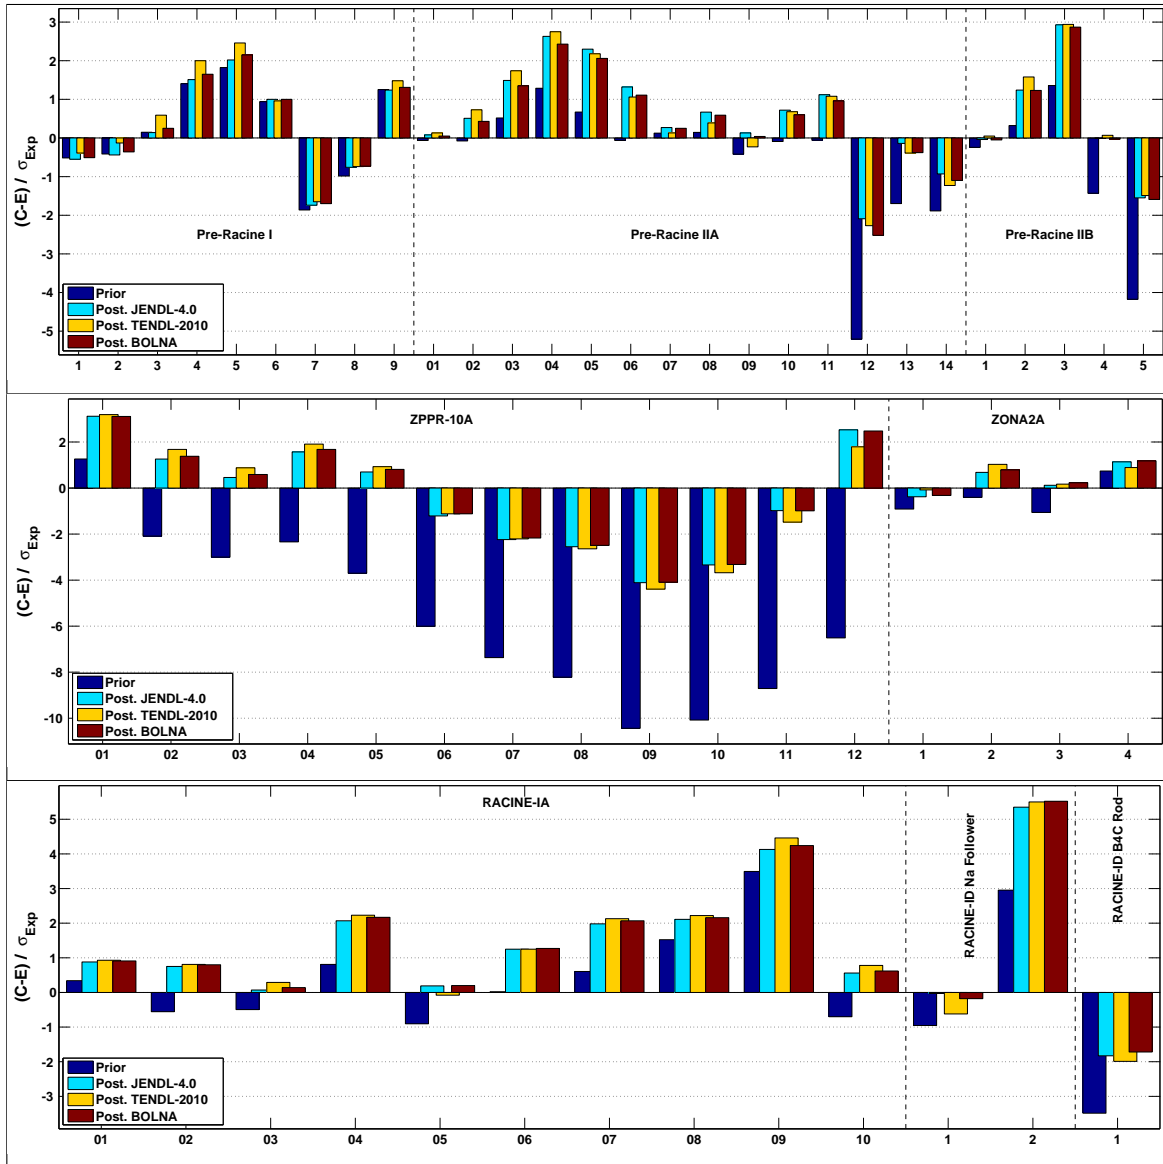 3
2
1
0
-1
-2
-3
-4
-5
(C-E) / σExp
Pre-Racine I
Pre-Racine IIA
Pre-Racine IIB
Prior
Post. JENDL-4.0
Post. TENDL-2010
Post. BOLNA
1 2 3 4 5 6 7 8 9 01 02 03 04 05 06 07 08 09 10 11 12 13 14 1 2 3 4 5
ZPPR-10A
ZONA2A
2
0
-2
-4
-6
-8
-10
(C-E) / σExp
Prior
Post. JENDL-4.0
Post. TENDL-2010
Post. BOLNA
01 02 03 04 05 06 07 08 09 10 11 12 1 2 3 4
RACINE-IA
RACINE-ID Na Follower
RACINE-ID B4C Rod
5
4
3
2
1
0
-1
-2
-3
(C-E) / σExp
Prior
Post. JENDL-4.0
Post. TENDL-2010
Post. BOLNA
01 02 03 04 05 06 07 08 09 10 1 2 1